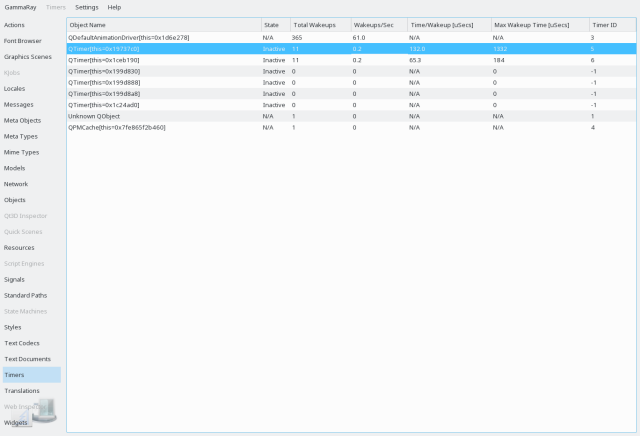 GammaRay Timers Settings Help
Actions
Font Browser
Graphics Scenes
KJobs
Locales
Messages
Meta Objects
Meta Types
Mime Types
Models
Network
Objects
QSG Inspector
Quick Scenes
Resources
Script Engines
Signals
Standard Paths
State Machines
Styles
Text Codecs
Text Documents
Timers
Translations
Web Inspector
Widgets
Object Name State Total Wakeups Wakeups/Sec Time/Wakeup [uSecs] Max Wakeup Time [uSecs] Timer ID
QDefaultAnimationDriver[this=0x1d6e278] N/A 365 61.0 N/A N/A 3
QTimer[this=0x19737c0] Inactive 11 0.2 132.0 1332 5
QTimer[this=0x1ceb190] Inactive 11 0.2 65.3 184 6
QTimer[this=0x199d830] Inactive 0 0 N/A 0 -1
QTimer[this=0x199d888] Inactive 0 0 N/A 0 -1
QTimer[this=0x199d8a8] Inactive 0 0 N/A 0 -1
QTimer[this=0x1c24ad0] Inactive 0 0 N/A 0 -1
Unknown QObject N/A 1 0 N/A N/A 1
QPMCache[this=0x7fe865f2b460] N/A 1 0 N/A N/A 4